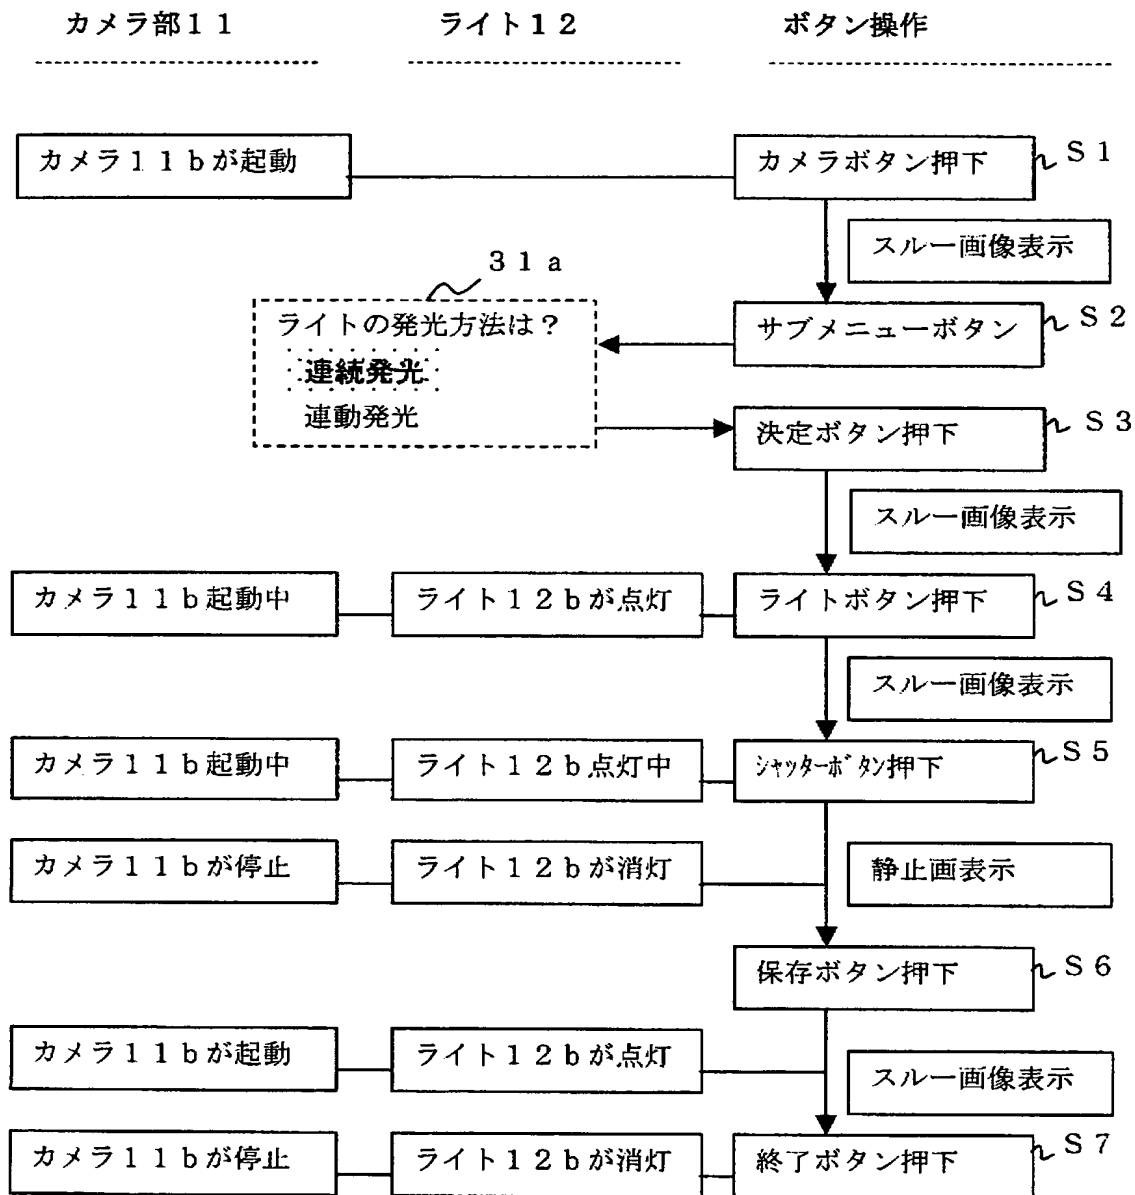 カメラ部１１　ライト１２　ボタン操作
カメラ１１ｂが起動　カメラボタン押下　Ｓ１
スルー画像表示
３１ａ
ライトの発光方法は？　サブメニューボタン　Ｓ２
連続発光
連動発光　決定ボタン押下　Ｓ３
スルー画像表示
カメラ１１ｂ起動中　ライト１２ｂが点灯　ライトボタン押下　Ｓ４
スルー画像表示
カメラ１１ｂ起動中　ライト１２ｂ点灯中　ｼｬｯﾀｰﾎﾞﾀﾝ押下　Ｓ５
カメラ１１ｂが停止　ライト１２ｂが消灯　静止画表示
保存ボタン押下　Ｓ６
カメラ１１ｂが起動　ライト１２ｂが点灯　スルー画像表示
カメラ１１ｂが停止　ライト１２ｂが消灯　終了ボタン押下　Ｓ７